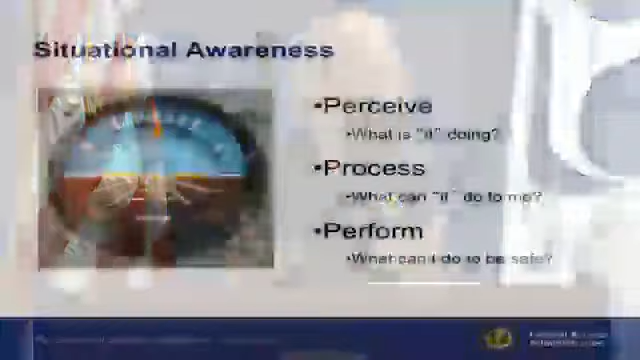 Situational Awareness
•Perceive
•What is "it" doing?
•Process
•What can "it" do to me?
•Perform
•What can I do to be safe?